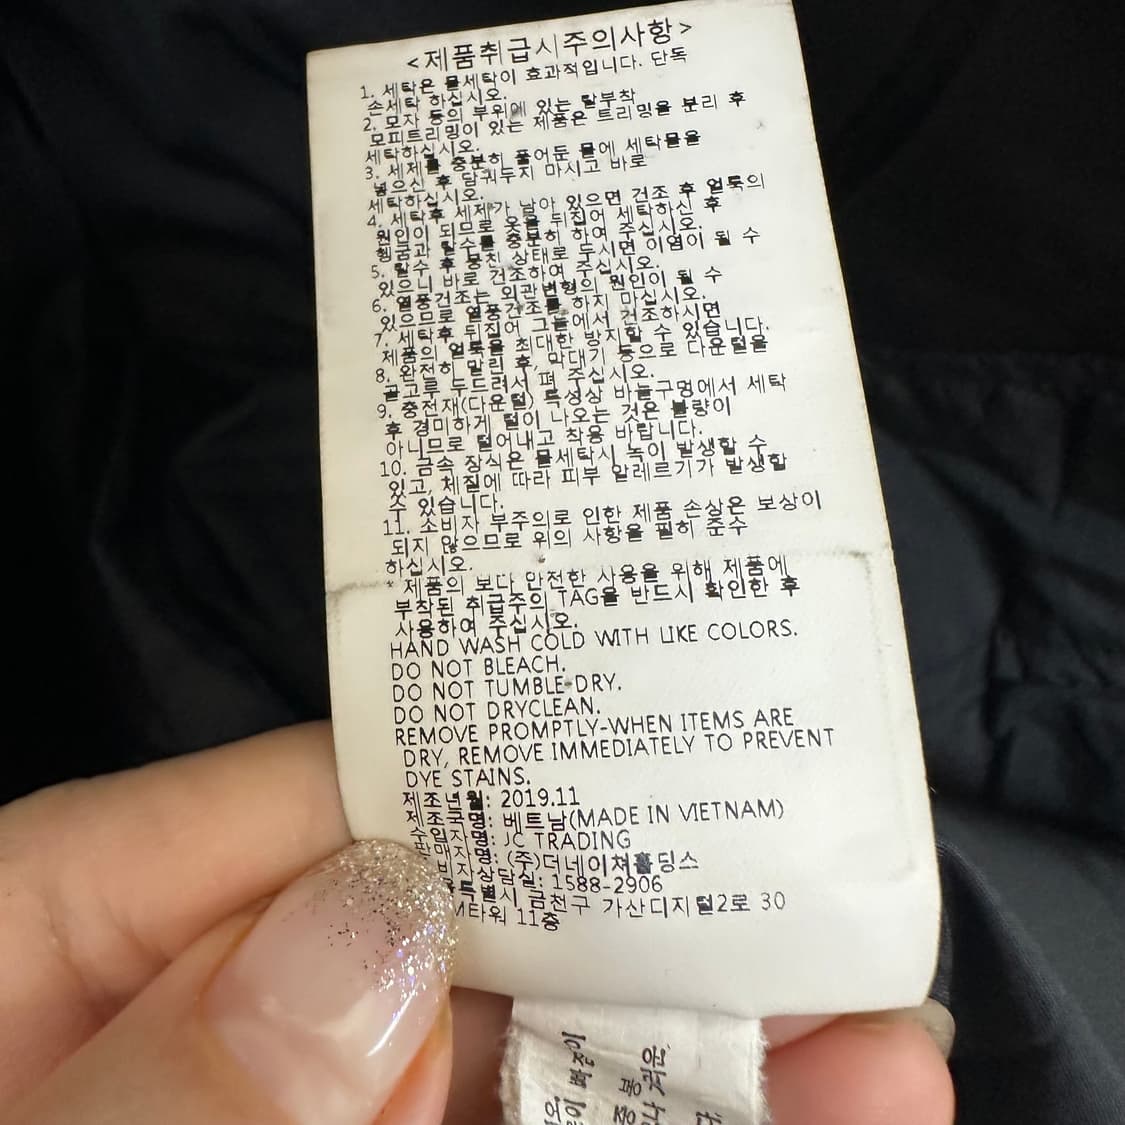 <제품취급시주의사항>
1. 세탁은 물세탁이 효과적입니다. 단독
손세탁 하십시오.
2. 모자 등의 부위에 있는 탈부착
모피트리밍이 있는 제품은 트리밍을 분리 후
세탁하십시오.
3. 세제를 충분히 풀어둔 물에 세탁물을
넣으신 후 담궈두지 마시고 바로
세탁하십시오.
4. 세탁후 세제가 남아 있으면 건조 후 얼룩의
원인이 되므로 옷을 뒤집어 세탁하신 후
헹굼과 탈수를 충분히 하여 주십시오.
5. 탈수 후 뭉친 상태로 두시면 이염이 될 수
있으니 바로 건조하여 주십시오.
6. 열풍건조는 외관변형의 원인이 될 수
있으므로 열풍건조를 하지 마십시오.
7. 세탁후 뒤집어 그늘에서 건조하시면
제품의 얼룩을 최대한 방지할 수 있습니다.
8. 완전히 말린 후, 막대기 등으로 다운털을
골고루 두드려서 펴 주십시오.
9. 충전재(다운털) 특성상 바늘구멍에서 세탁
후 경미하게 털이 나오는 것은 불량이
아니므로 털어내고 착용 바랍니다.
10. 금속 장식은 물세탁시 녹이 발생할 수
있고, 체질에 따라 피부 알레르기가 발생할
수 있습니다.
11. 소비자 부주의로 인한 제품 손상은 보상이
되지 않으므로 위의 사항을 필히 준수
하십시오.
* 제품의 보다 안전한 사용을 위해 제품에
부착된 취급주의 TAG을 반드시 확인한 후
사용하여 주십시오.
HAND WASH COLD WITH LIKE COLORS.
DO NOT BLEACH.
DO NOT TUMBLE DRY.
DO NOT DRYCLEAN.
REMOVE PROMPTLY-WHEN ITEMS ARE
DRY, REMOVE IMMEDIATELY TO PREVENT
DYE STAINS.
제조년월: 2019.11
제조국명: 베트남(MADE IN VIETNAM)
수입자명: JC TRADING
판매자명: (주)더네이쳐홀딩스
비자상담실: 1588-2906
특별시 금천구 가산디지털2로 30
M타워 11층
빠짐이
중